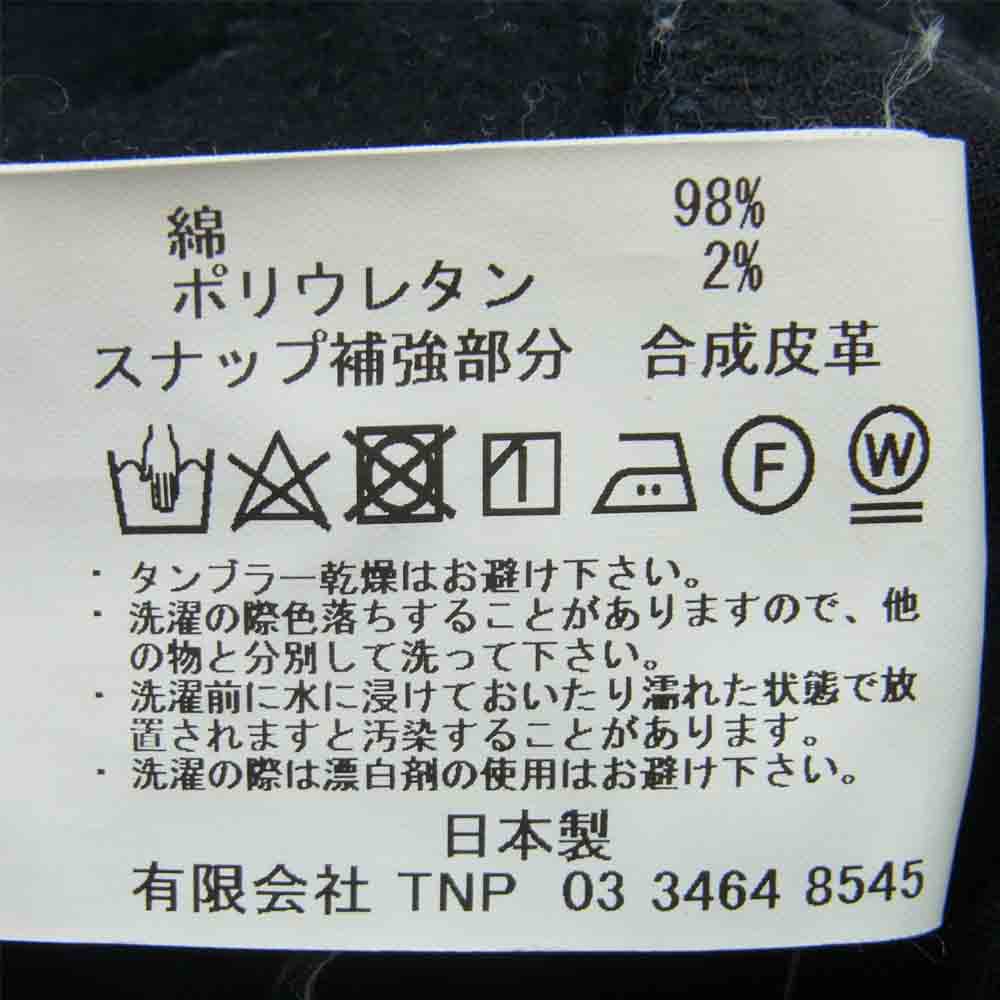 綿 98%
ポリウレタン 2%
スナップ補強部分 合成皮革
F W
・タンブラー乾燥はお避け下さい。
・洗濯の際色落ちすることがありますので、他
の物と分別して洗って下さい。
・洗濯前に水に浸けておいたり濡れた状態で放
置されますと汚染することがあります。
・洗濯の際は漂白剤の使用はお避け下さい。
日本製
有限会社 TNP 03 3464 8545